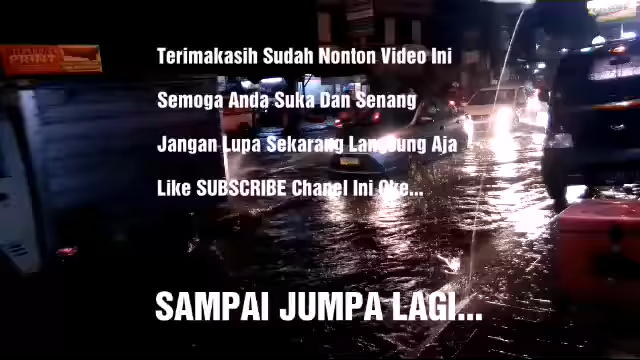 PRINT
Terimakasih Sudah Nonton Video Ini
Semoga Anda Suka Dan Senang
Jangan Lupa Sekarang Langsung Aja
Like SUBSCRIBE Chanel Ini Oke...
SAMPAI JUMPA LAGI...